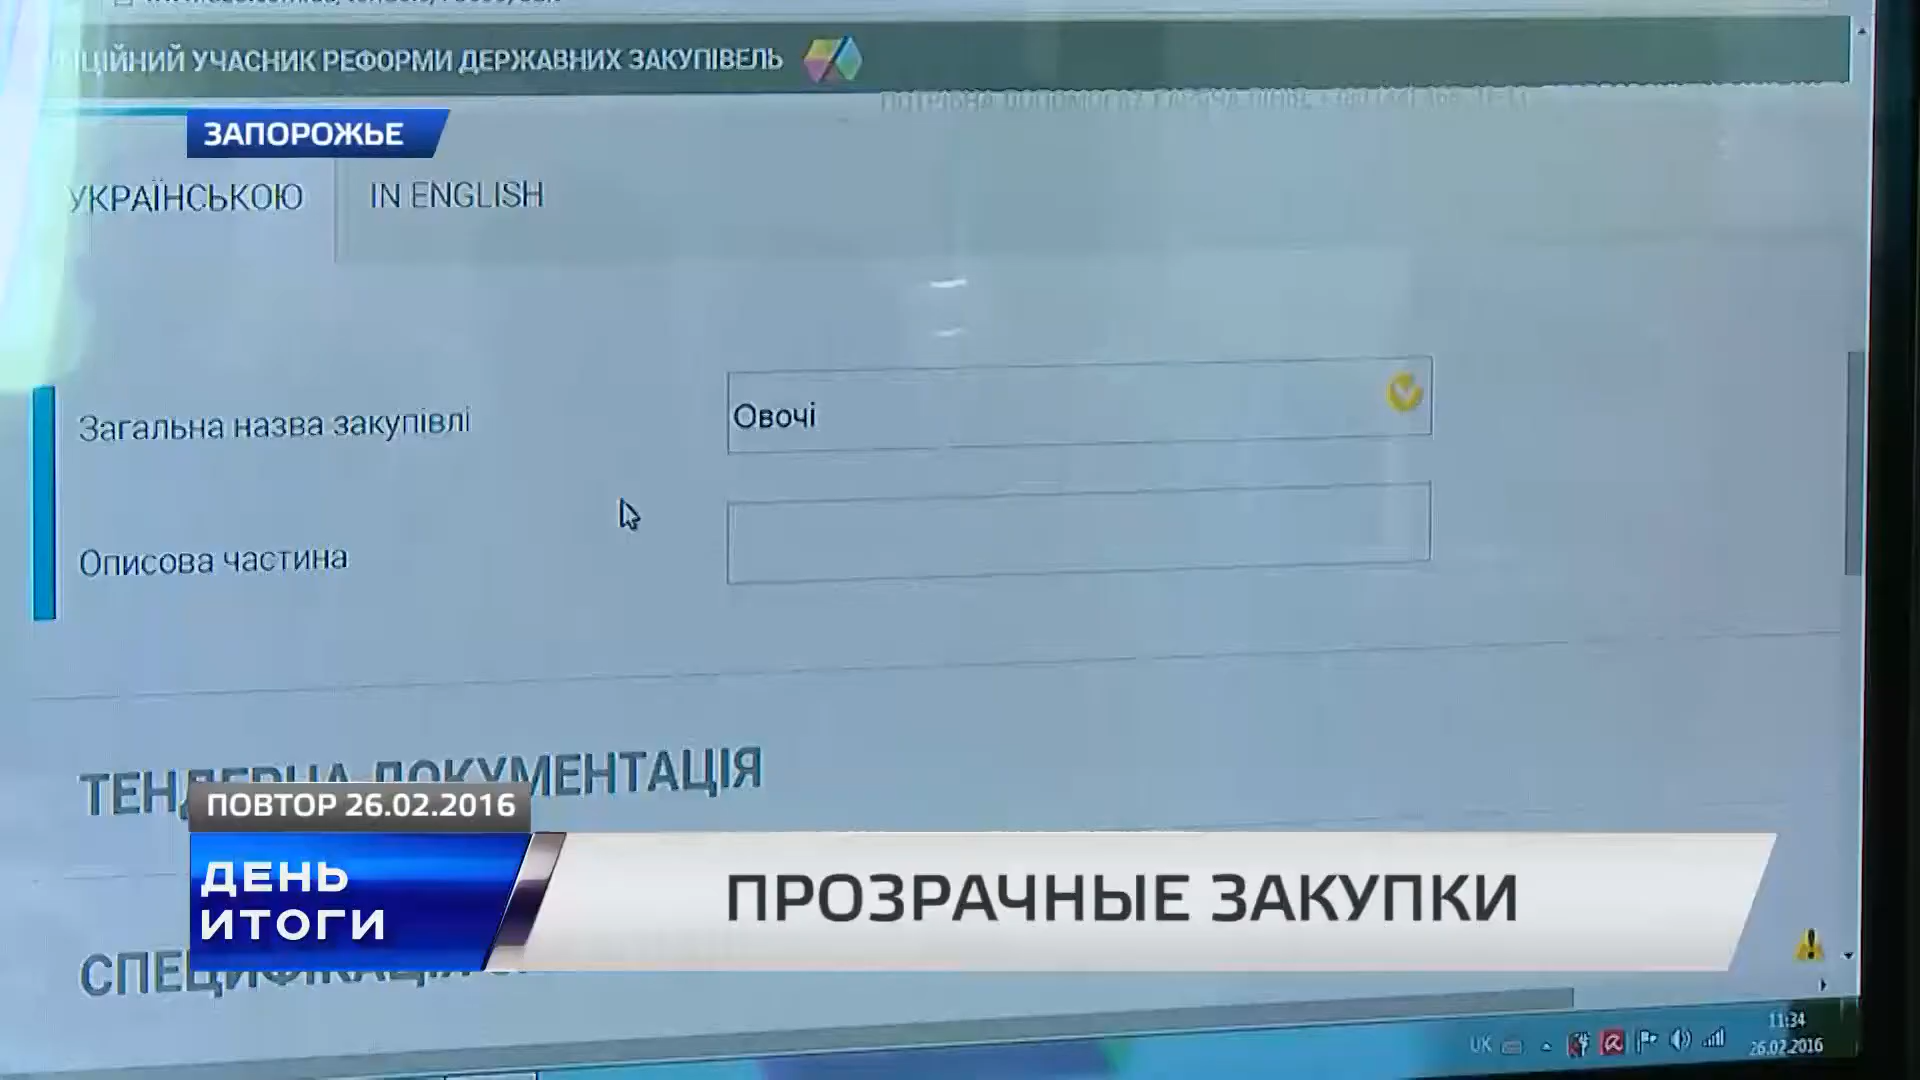 УЧАСНИК РЕФОРМИ ДЕРЖАВНИХ ЗАКУПІВЕЛЬ
ЗАПОРОЖЬЕ
УКРАЇНСЬКОЮ
IN ENGLISH
Загальна назва закупівлі
Овочі
Описова частина
ТЕНДЕРНА ДОКУМЕНТАЦІЯ
ПОВТОР 26.02.2016
ДЕНЬ
ИТОГИ
ПРОЗРАЧНЫЕ ЗАКУПКИ
СПЕЦИФІКАЦІЯ
UK
11:34
26.02.2016